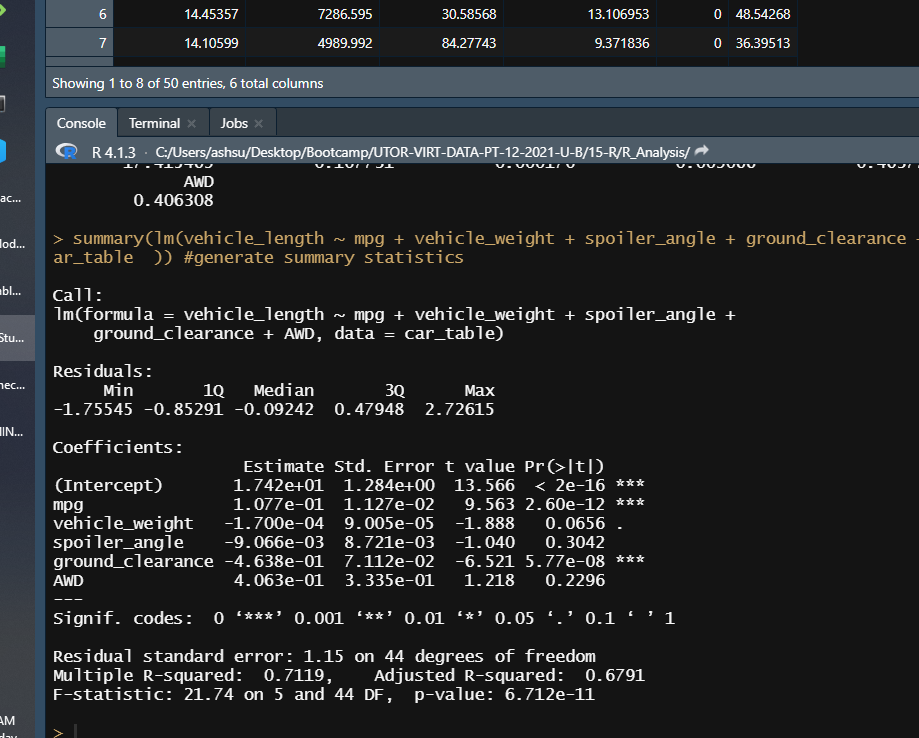 6 14.45357 7286.595 30.58568 13.106953 0 48.54268
7 14.10599 4989.992 84.27743 9.371836 0 36.39513
Showing 1 to 8 of 50 entries, 6 total columns
Console Terminal × Jobs ×
R 4.1.3 · C:/Users/ashsu/Desktop/Bootcamp/UTOR-VIRT-DATA-PT-12-2021-U-B/15-R/R_Analysis/
AWD
0.406308
> summary(lm(vehicle_length ~ mpg + vehicle_weight + spoiler_angle + ground_clearance +
ar_table  )) #generate summary statistics
Call:
lm(formula = vehicle_length ~ mpg + vehicle_weight + spoiler_angle +
    ground_clearance + AWD, data = car_table)
Residuals:
     Min       1Q   Median       3Q      Max
-1.75545 -0.85291 -0.09242  0.47948  2.72615
Coefficients:
                   Estimate Std. Error t value Pr(>|t|)
(Intercept)       1.742e+01  1.284e+00  13.566  < 2e-16 ***
mpg               1.077e-01  1.127e-02   9.563 2.60e-12 ***
vehicle_weight   -1.700e-04  9.005e-05  -1.888   0.0656 .
spoiler_angle    -9.066e-03  8.721e-03  -1.040   0.3042
ground_clearance -4.638e-01  7.112e-02  -6.521 5.77e-08 ***
AWD               4.063e-01  3.335e-01   1.218   0.2296
---
Signif. codes:  0 ‘***’ 0.001 ‘**’ 0.01 ‘*’ 0.05 ‘.’ 0.1 ‘ ’ 1
Residual standard error: 1.15 on 44 degrees of freedom
Multiple R-squared:  0.7119,    Adjusted R-squared:  0.6791
F-statistic: 21.74 on 5 and 44 DF,  p-value: 6.712e-11
>
ac...
lod...
bl...
Stu...
nec...
IN...
AM